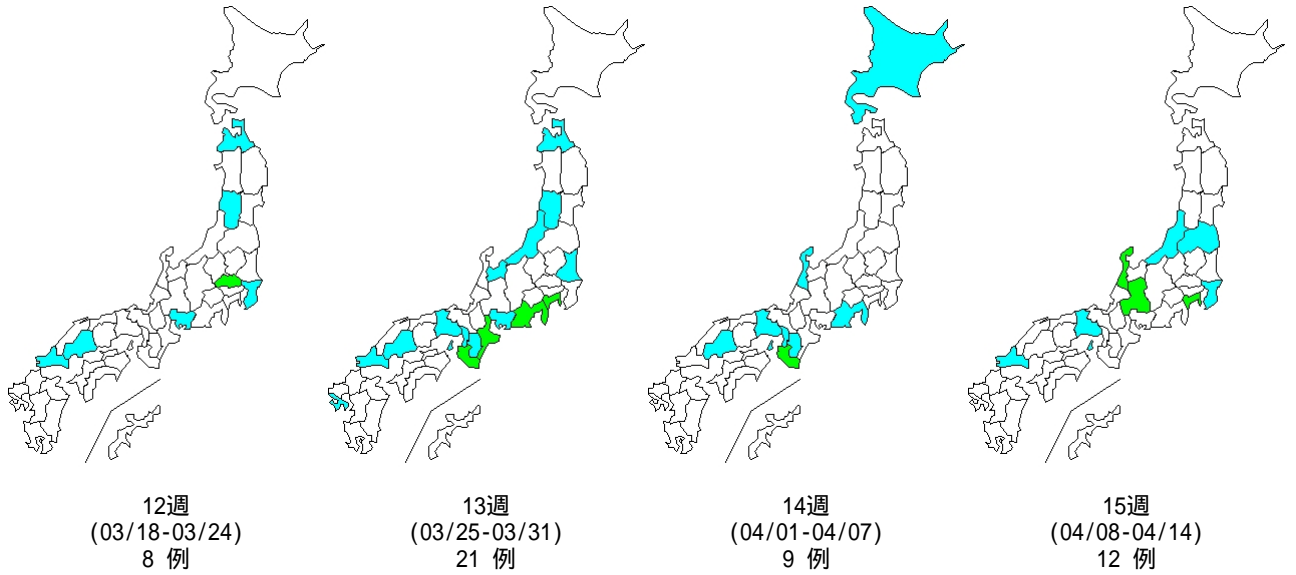 12週
(03/18-03/24)
8 例
13週
(03/25-03/31)
21 例
14週
(04/01-04/07)
9 例
15週
(04/08-04/14)
12 例